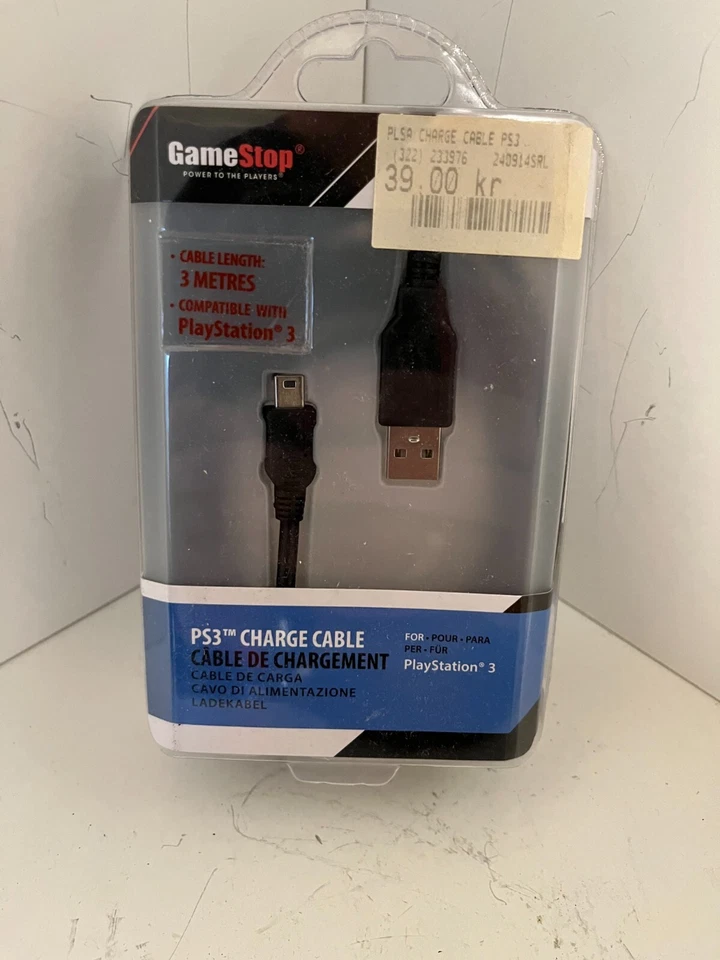 GameStop®
POWER TO THE PLAYERS®
PLSA CHARGE CABLE PS3
(322) 233976 240914SRL
39.00 kr
• CABLE LENGTH:
3 METRES
• COMPATIBLE WITH
PlayStation® 3
PS3™ CHARGE CABLE
CÂBLE DE CHARGEMENT
CABLE DE CARGA
CAVO DI ALIMENTAZIONE
LADEKABEL
FOR • POUR • PARA
PER • FÜR
PlayStation® 3